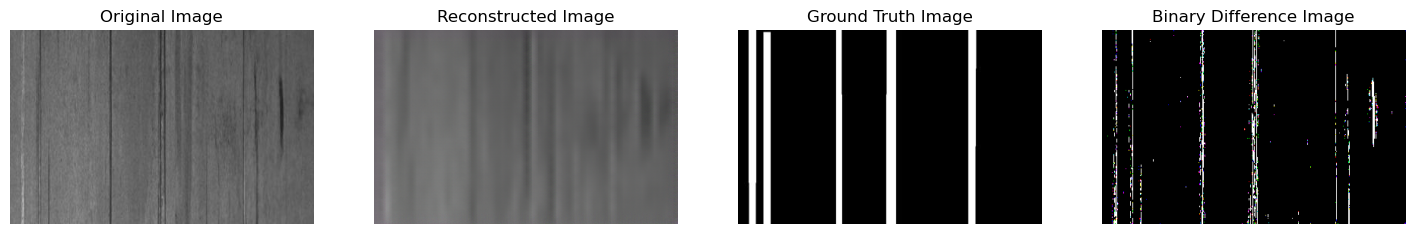 Original Image
Reconstructed Image
Ground Truth Image
Binary Difference Image